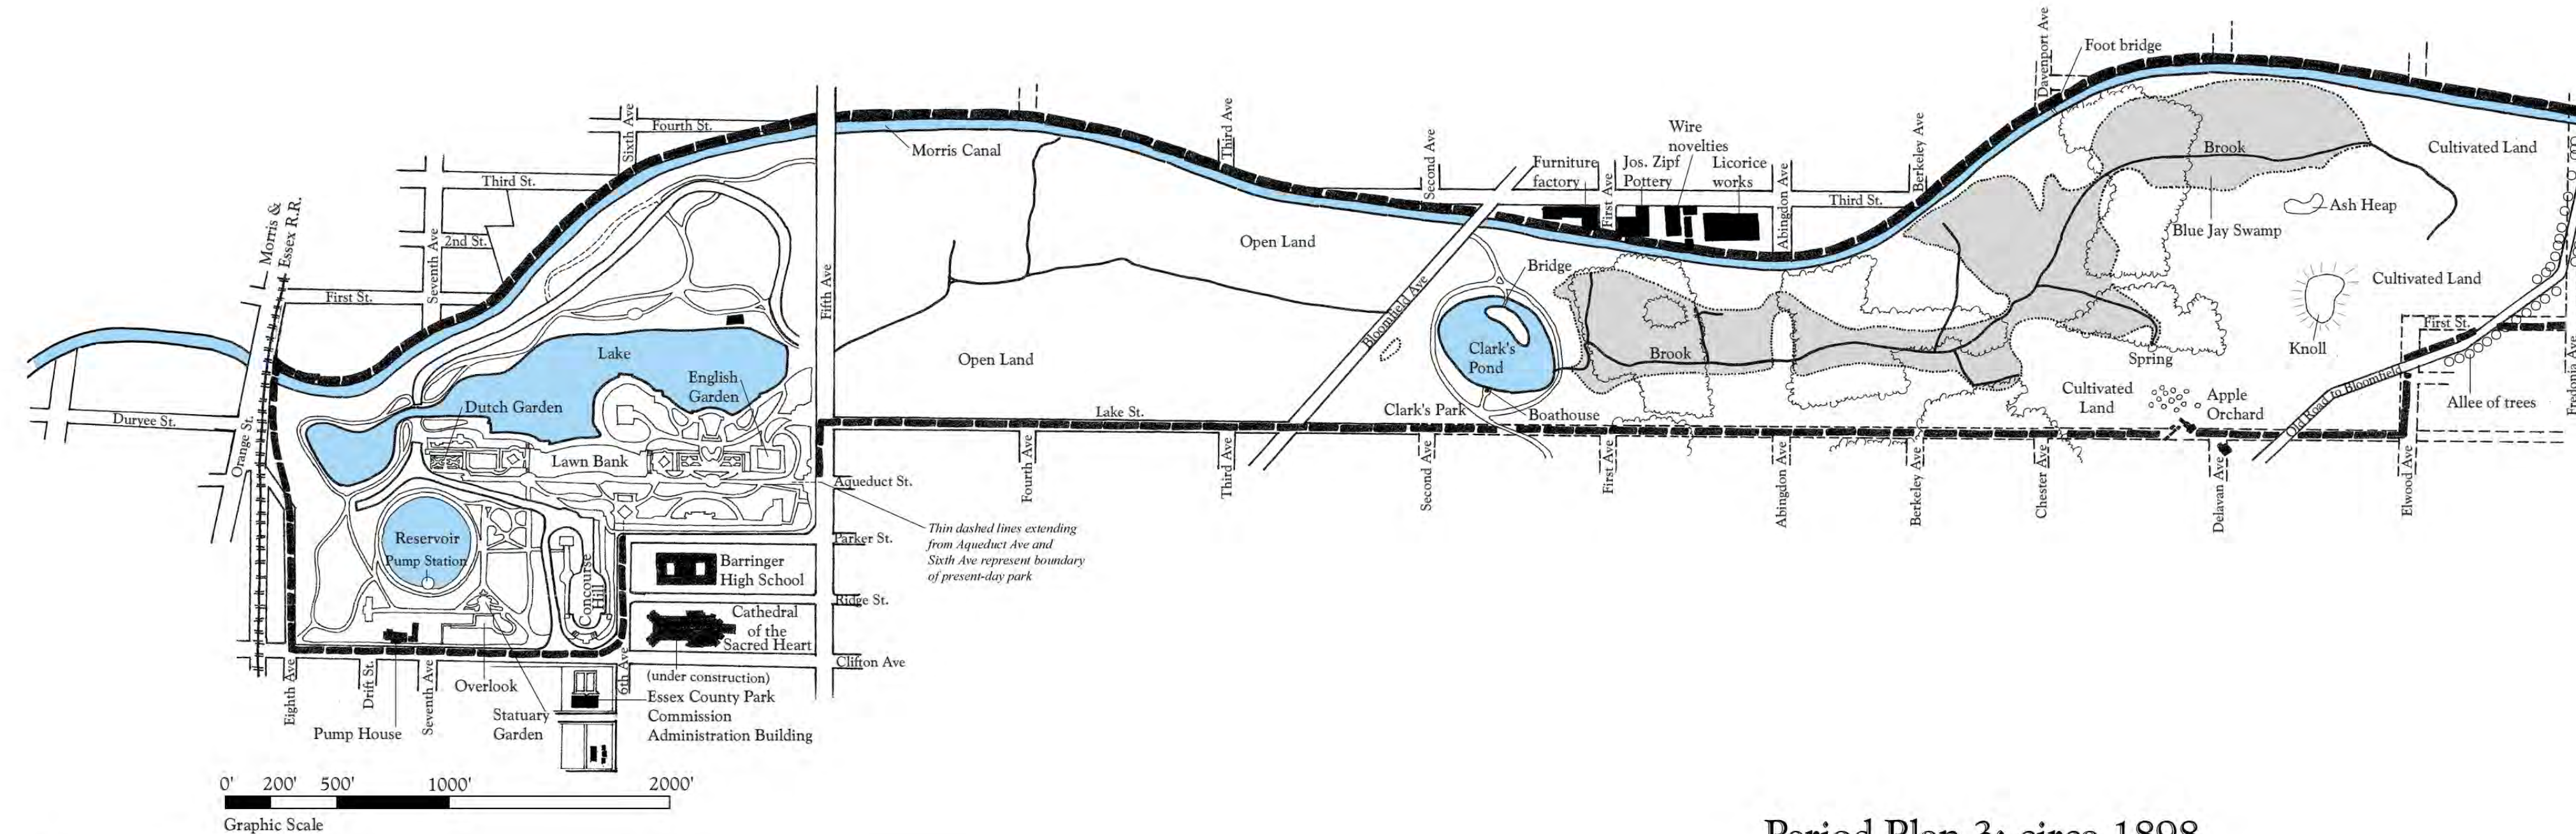 Davenport Ave
Foot bridge
Sixth Ave
Fourth St.
Morris Canal
Third Ave
Second Ave
Wire
novelties
Furniture
factory
First Ave
Jos. Zipf
Pottery
Licorice
works
Abingdon Ave
Third St.
Berkeley Ave
Brook
Cultivated Land
Ash Heap
Blue Jay Swamp
Cultivated Land
Knoll
Morris &
Essex R.R.
Third St.
2nd St.
Seventh Ave
First St.
Fifth Ave
Open Land
Open Land
Bloomfield Ave
Bridge
Clark's
Pond
Clark's Park
Boathouse
Brook
Spring
Cultivated
Land
Apple
Orchard
Old Road to Bloomfield
First St.
Allee of trees
Fredonia Ave
Duryee St.
Orange St.
Lake
English
Garden
Dutch Garden
Lawn Bank
Lake St.
Fourth Ave
Third Ave
Second Ave
First Ave
Abingdon Ave
Berkeley Ave
Chester Ave
Delavan Ave
Elwood Ave
Aqueduct St.
Thin dashed lines extending
from Aqueduct Ave and
Sixth Ave represent boundary
of present-day park
Reservoir
Pump Station
Concourse
Hill
Parker St.
Barringer
High School
Ridge St.
Cathedral
of the
Sacred Heart
Clifton Ave
(under construction)
Eighth Ave
Drift St.
Seventh Ave
6th Ave
Overlook
Pump House
Statuary
Garden
Essex County Park
Commission
Administration Building
0' 200' 500' 1000' 2000'
Graphic Scale
Period Plan 3: circa 1898